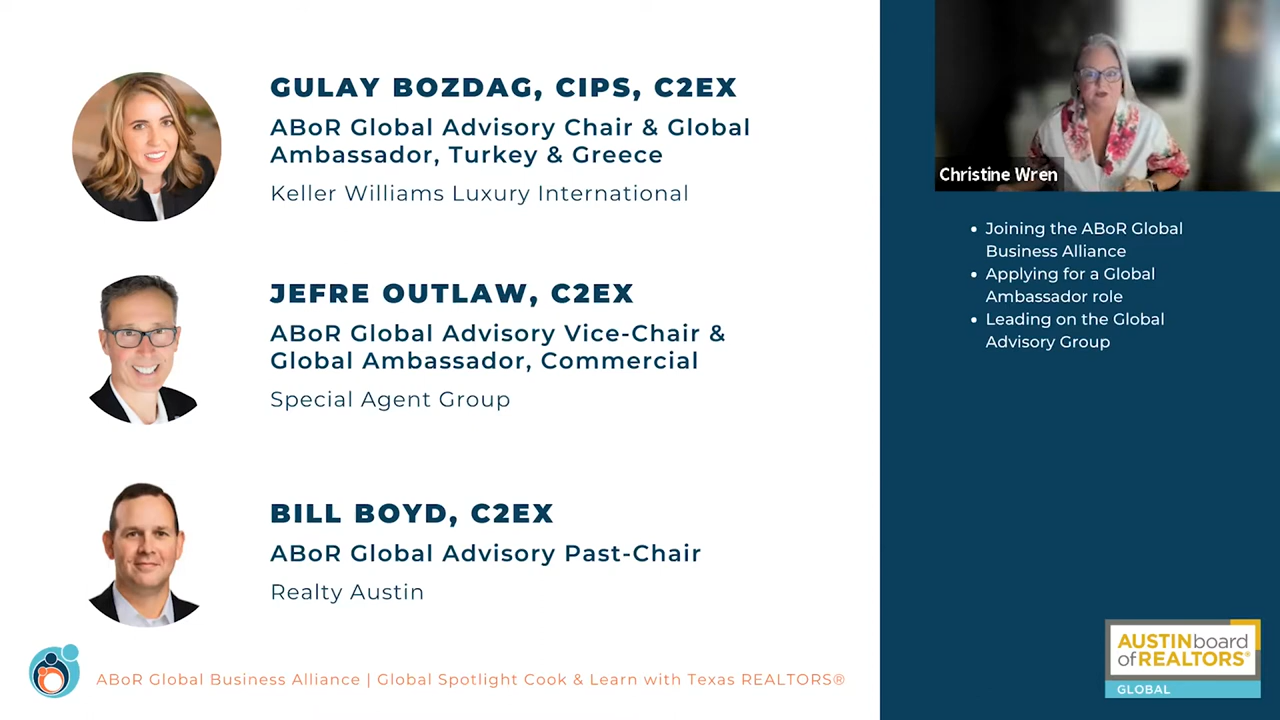 GULAY BOZDAG, CIPS, C2EX
ABoR Global Advisory Chair & Global
Ambassador, Turkey & Greece
Keller Williams Luxury International
JEFRE OUTLAW, C2EX
ABoR Global Advisory Vice-Chair &
Global Ambassador, Commercial
Special Agent Group
BILL BOYD, C2EX
ABoR Global Advisory Past-Chair
Realty Austin
ABoR Global Business Alliance | Global Spotlight Cook & Learn with Texas REALTORS®
Christine Wren
• Joining the ABoR Global
Business Alliance
• Applying for a Global
Ambassador role
• Leading on the Global
Advisory Group
AUSTINboard
of REALTORS®
GLOBAL